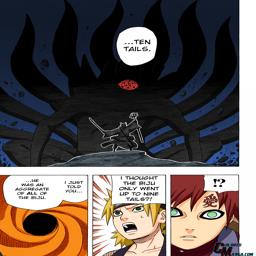 ...TEN
TAILS.
I JUST
TOLD
YOU...
...HE
WAS AN
AGGREGATE
OF ALL OF
THE BIJU.
I THOUGHT
THE BIJU
ONLY WENT
UP TO NINE
TAILS?!
!?